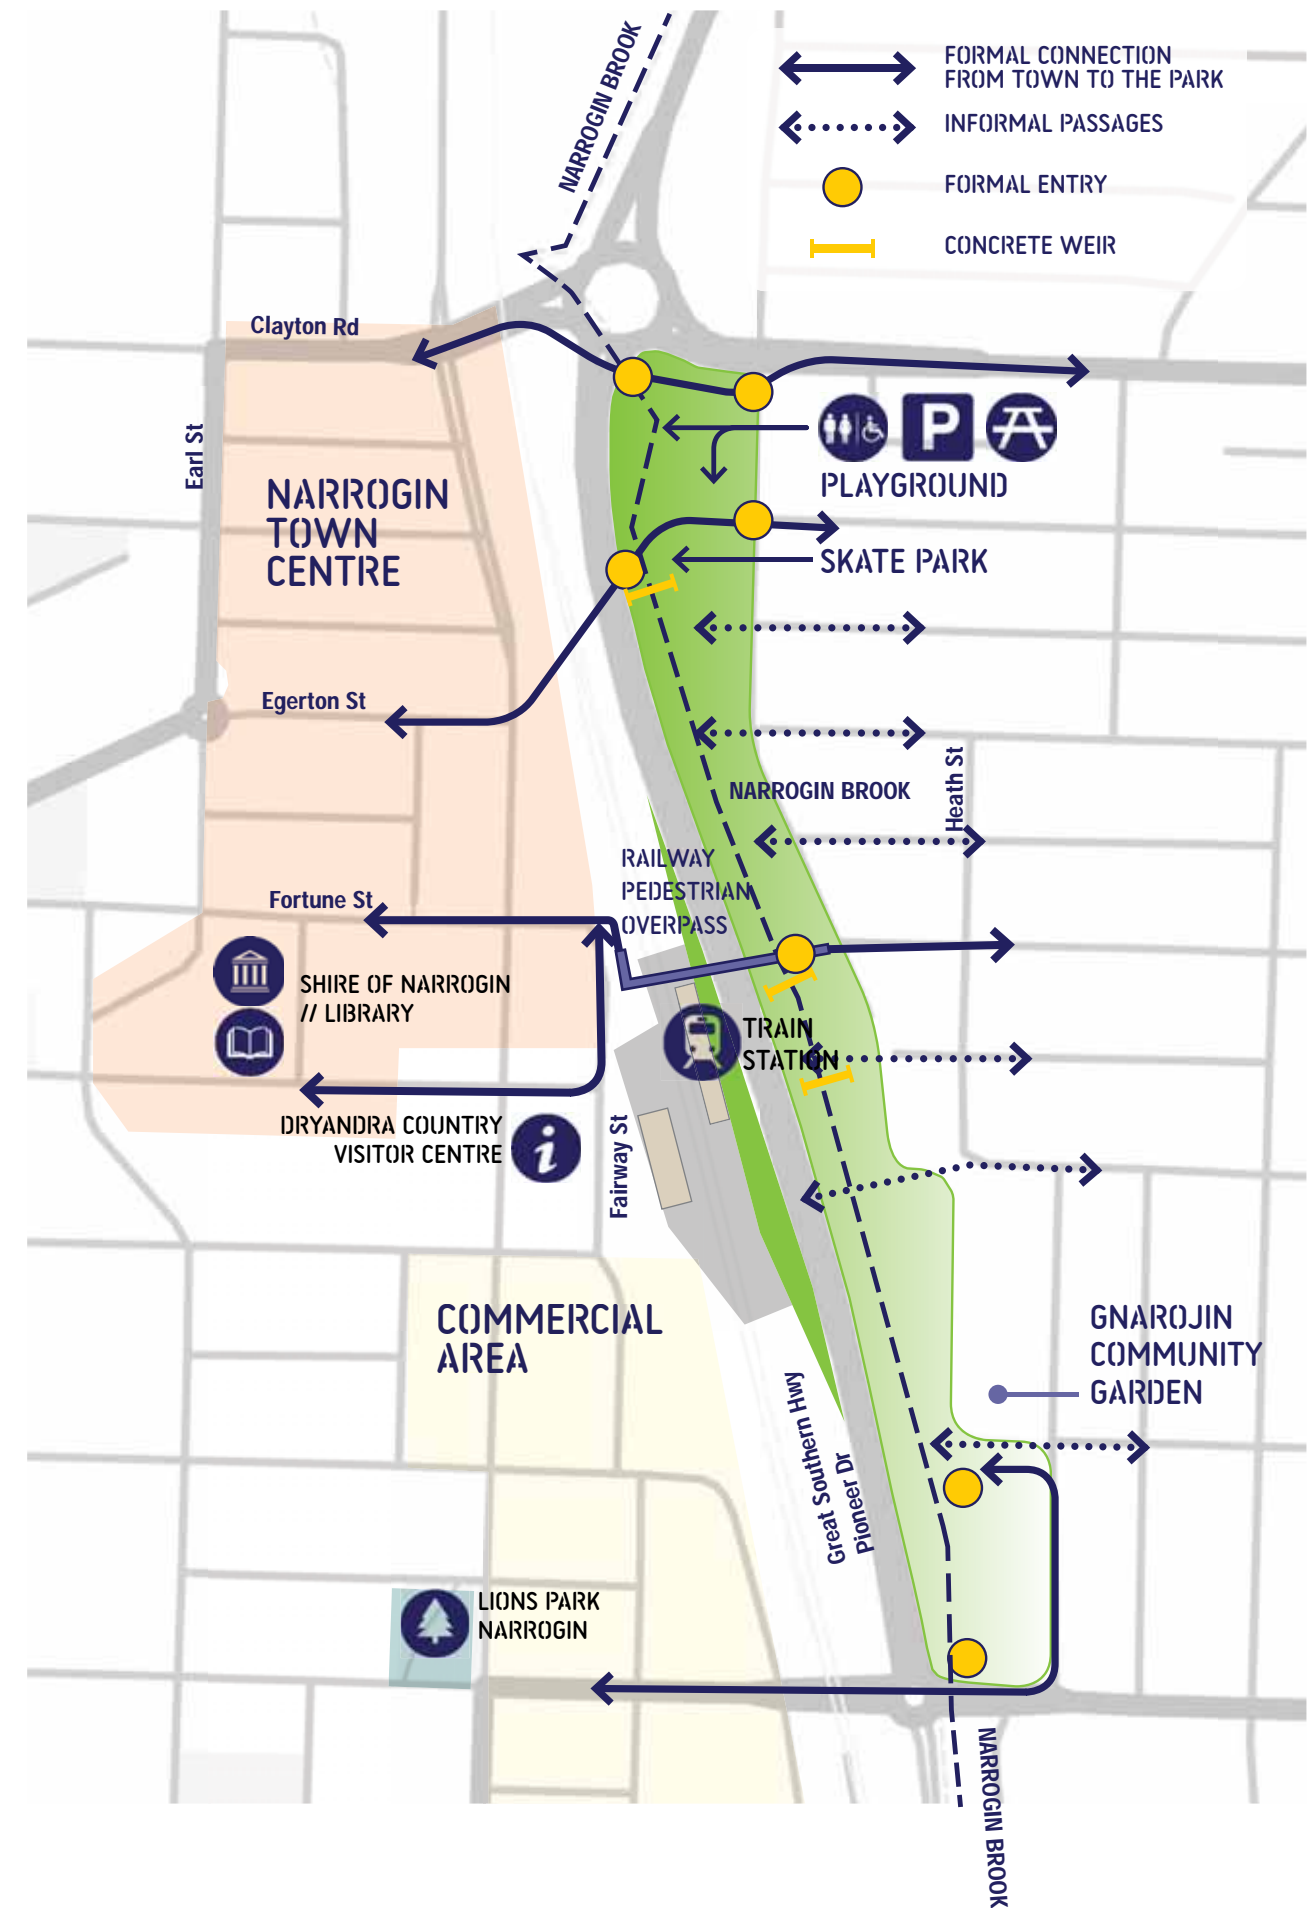 NARROGIN BROOK
FORMAL CONNECTION
FROM TOWN TO THE PARK
INFORMAL PASSAGES
FORMAL ENTRY
CONCRETE WEIR
Clayton Rd
Earl St
NARROGIN
TOWN
CENTRE
P
PLAYGROUND
SKATE PARK
Egerton St
NARROGIN BROOK
Heath St
RAILWAY
PEDESTRIAN
OVERPASS
Fortune St
SHIRE OF NARROGIN
// LIBRARY
TRAIN
STATION
DRYANDRA COUNTRY
VISITOR CENTRE
i
Fairway St
COMMERCIAL
AREA
GNAROJIN
COMMUNITY
GARDEN
Great Southern Hwy
Pioneer Dr
LIONS PARK
NARROGIN
NARROGIN BROOK